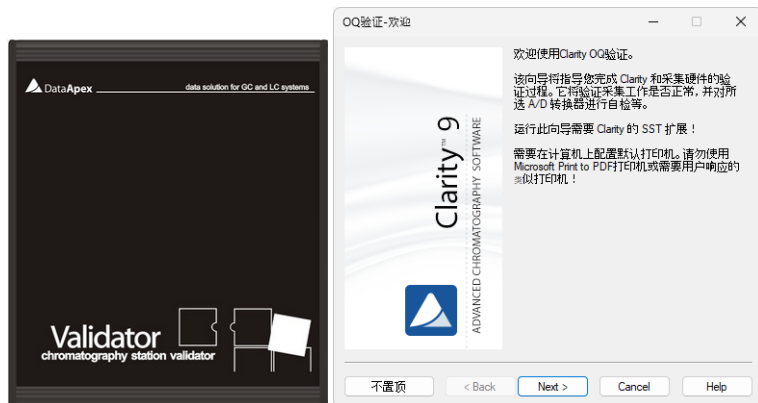 DataApex
data solution for GC and LC systems
Validator
chromatography station validator
OQ验证-欢迎
Clarity™ 9
ADVANCED CHROMATOGRAPHY SOFTWARE
欢迎使用Clarity OQ验证。
该向导将指导您完成 Clarity 和采集硬件的验
证过程。它将验证采集工作是否正常, 并对所
选 A/D 转换器进行自检等。
运行此向导需要 Clarity 的 SST 扩展！
需要在计算机上配置默认打印机。请勿使用
Microsoft Print to PDF打印机或需要用户响应的
类似打印机！
不置顶
< Back
Next >
Cancel
Help